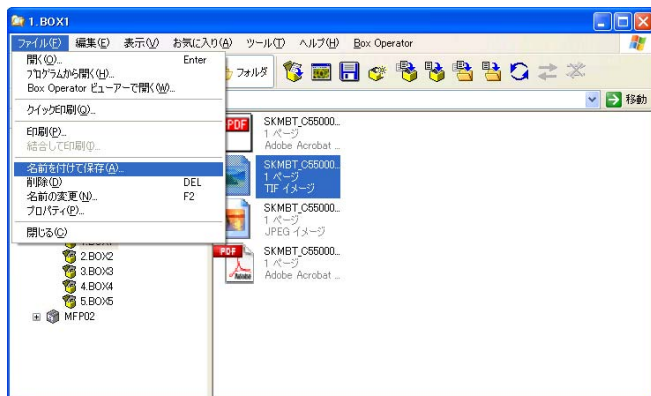 1.BOX1
ファイル(F) 編集(E) 表示(V) お気に入り(A) ツール(T) ヘルプ(H) Box Operator
開く(O)... Enter
プログラムから開く(H)...
Box Operator ビューアーで開く(W)...
クイック印刷(Q)...
印刷(P)...
結合して印刷(I)...
名前を付けて保存(A)...
削除(D) DEL
名前の変更(N)... F2
プロパティ(P)...
閉じる(C)
フォルダ
移動
PDF
SKMBT_C55000...
1 ページ
Adobe Acrobat ...
SKMBT_C55000...
1 ページ
TIF イメージ
SKMBT_C55000...
1 ページ
JPEG イメージ
PDF
Adobe
SKMBT_C55000...
1 ページ
Adobe Acrobat ...
2.BOX2
3.BOX3
4.BOX4
5.BOX5
MFP02